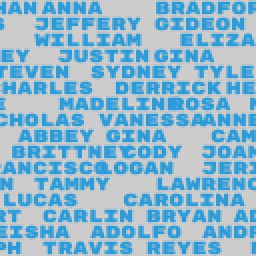 HAN ANNA BRADFOR
S JEFFERY GIDEON
WILLIAM ELIZA
EY JUSTIN GINA
TEVEN SYDNEY TYLE
CHARLES DERRICK HE
E MADELINE ROSA N
CHOLAS VANESSA ANNE
ABBEY GINA CAM
BRITTNEY CODY JOAN
ANCISCO LOGAN JERI
N TAMMY LAWRENC
LUCAS CAROLINA
RT CARLIN BRYAN AD
EISHA ADOLFO ANDR
PH TRAVIS REYES E